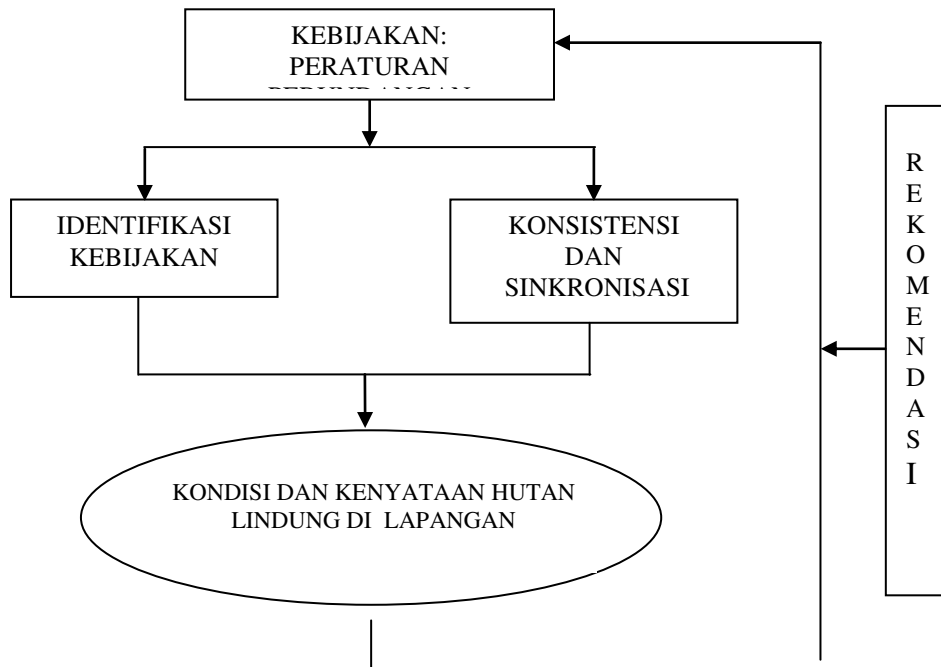 KEBIJAKAN:
PERATURAN
IDENTIFIKASI
KEBIJAKAN
KONSISTENSI
DAN
SINKRONISASI
KONDISI DAN KENYATAAN HUTAN
LINDUNG DI LAPANGAN
R
E
K
O
M
E
N
D
A
S
I